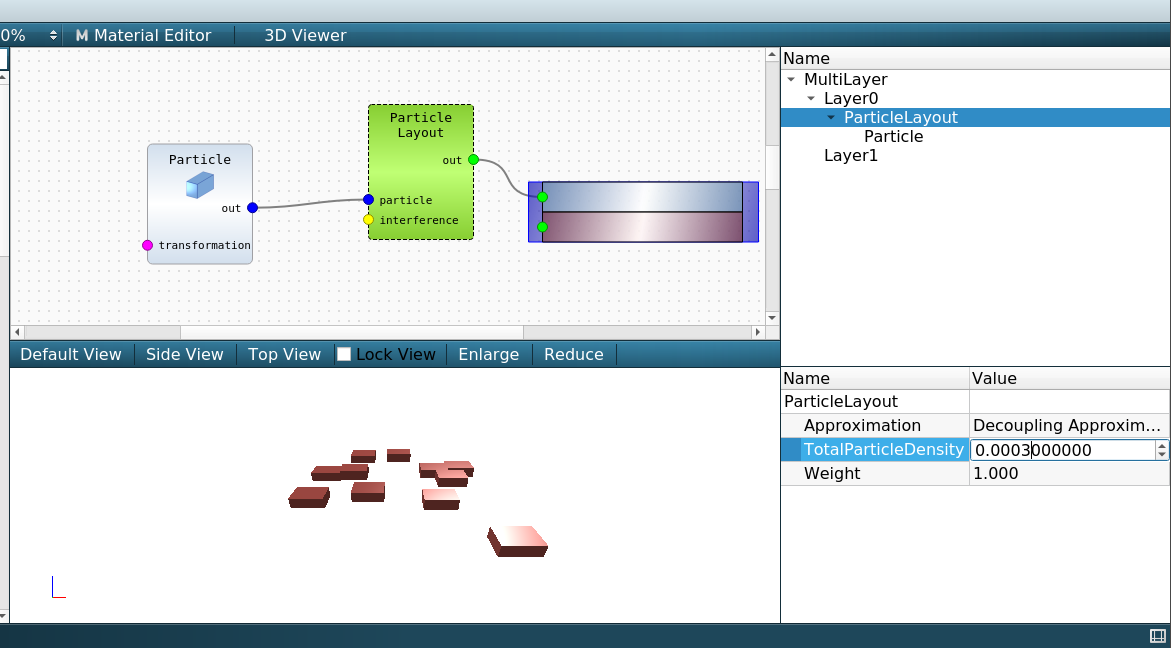 0%
M Material Editor
3D Viewer
Particle
out
transformation
Particle
Layout
out
particle
interference
Name
MultiLayer
Layer0
ParticleLayout
Particle
Layer1
Default View
Side View
Top View
Lock View
Enlarge
Reduce
Name Value
ParticleLayout
Approximation Decoupling Approxim...
TotalParticleDensity 0.0003000000
Weight 1.000